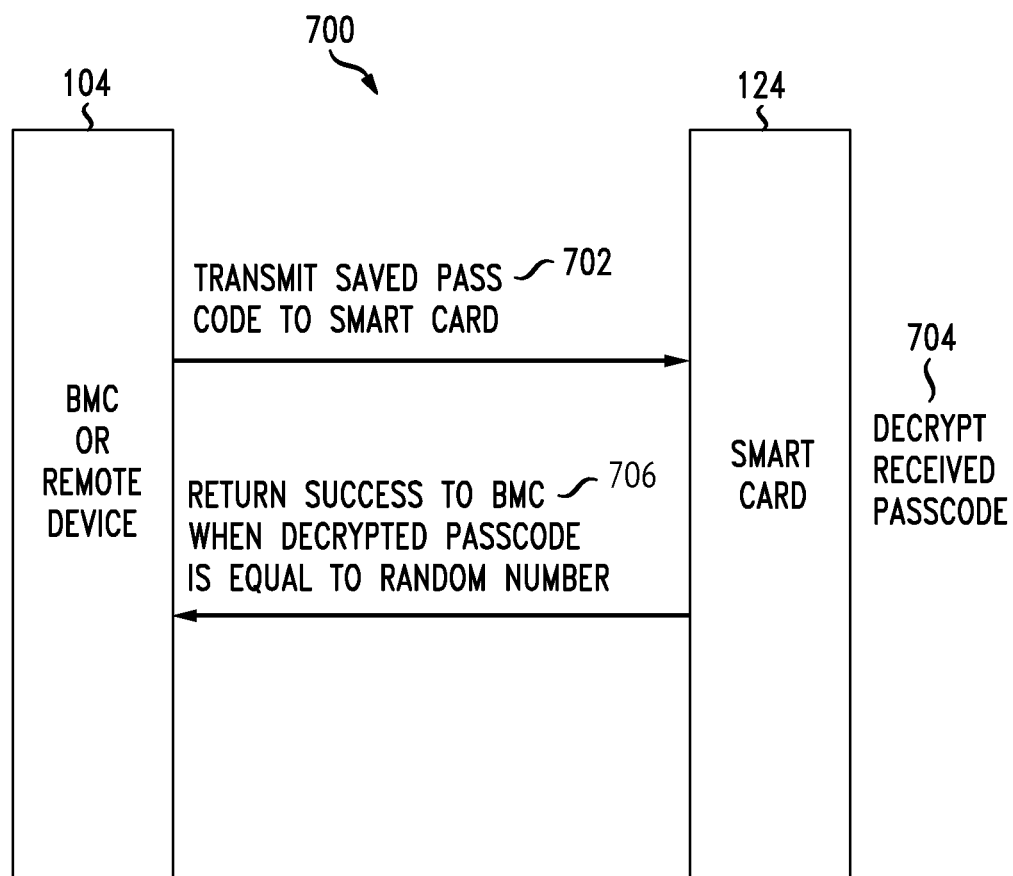 700
104
124
TRANSMIT SAVED PASS 702
CODE TO SMART CARD
704
DECRYPT
RECEIVED
PASSCODE
BMC
OR
REMOTE
DEVICE
SMART
CARD
RETURN SUCCESS TO BMC 706
WHEN DECRYPTED PASSCODE
IS EQUAL TO RANDOM NUMBER